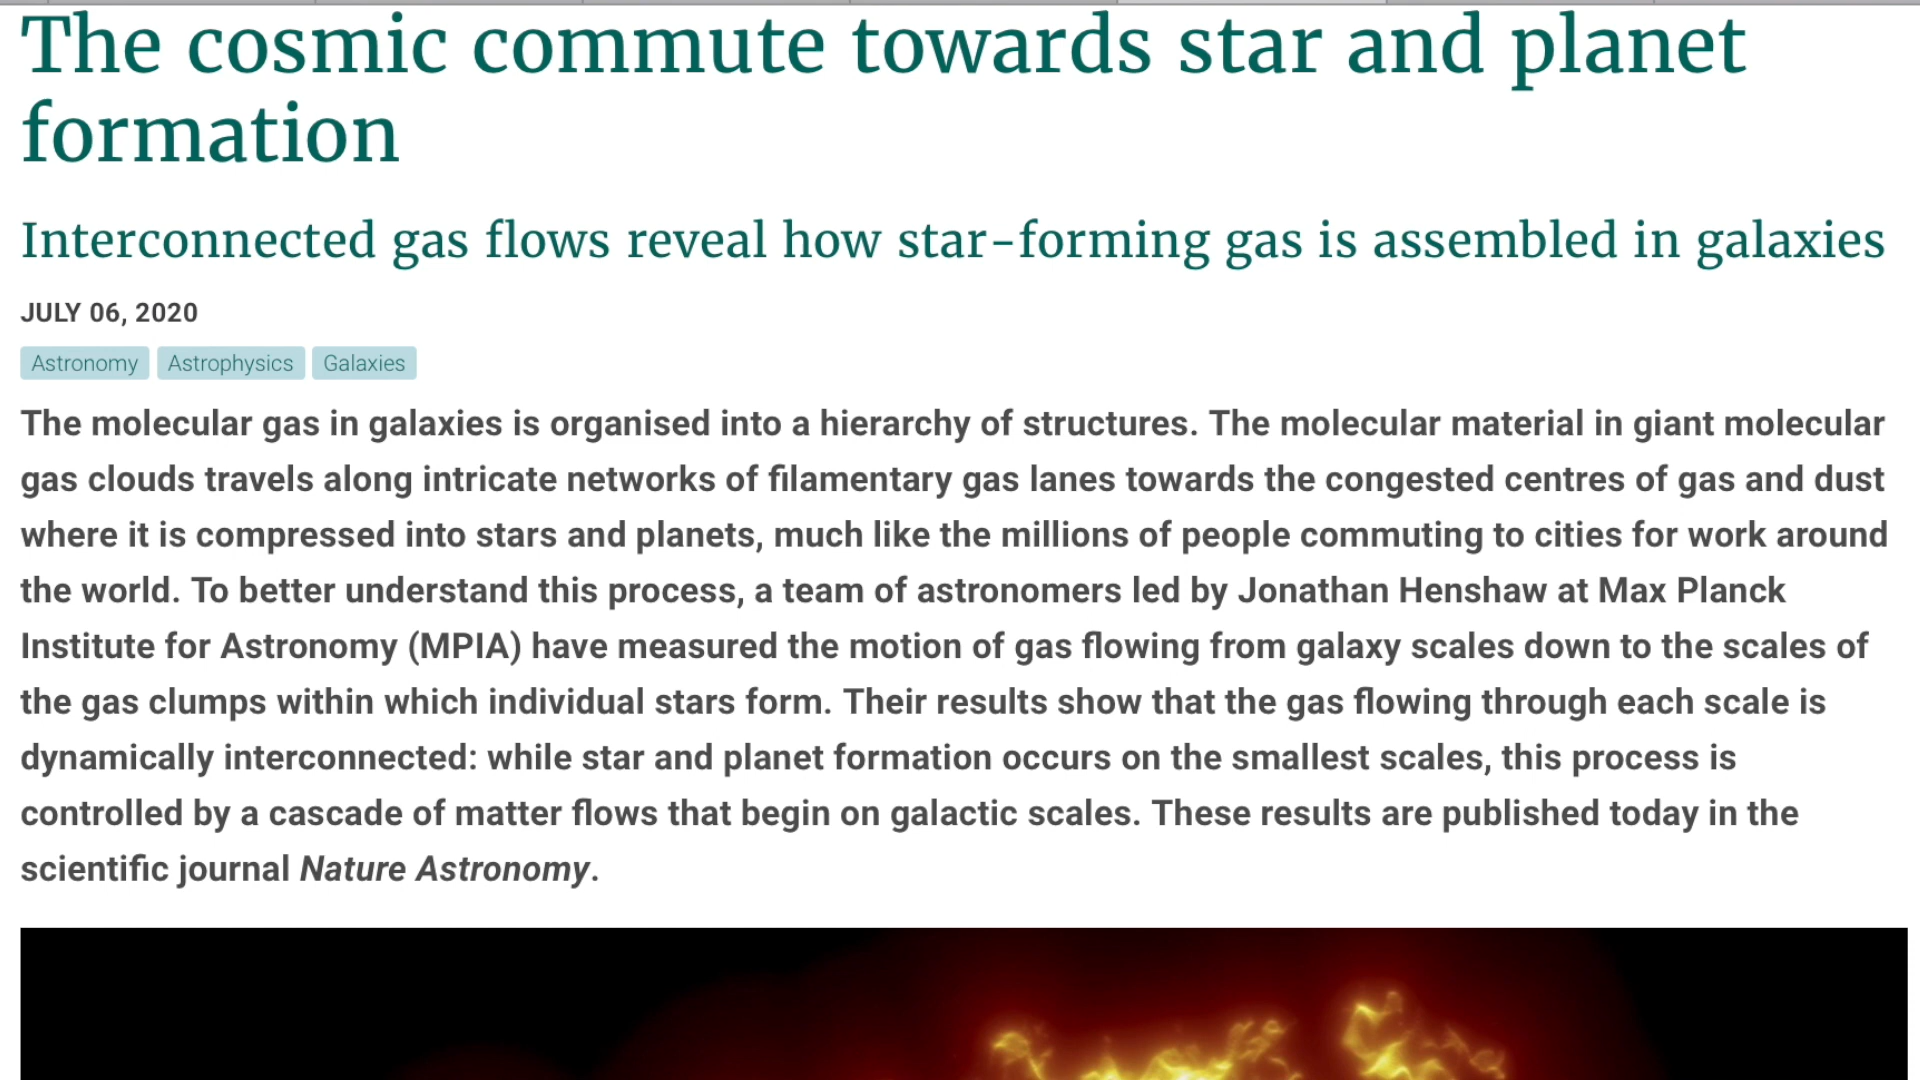 The cosmic commute towards star and planet
formation
Interconnected gas flows reveal how star-forming gas is assembled in galaxies
JULY 06, 2020
Astronomy Astrophysics Galaxies
The molecular gas in galaxies is organised into a hierarchy of structures. The molecular material in giant molecular
gas clouds travels along intricate networks of filamentary gas lanes towards the congested centres of gas and dust
where it is compressed into stars and planets, much like the millions of people commuting to cities for work around
the world. To better understand this process, a team of astronomers led by Jonathan Henshaw at Max Planck
Institute for Astronomy (MPIA) have measured the motion of gas flowing from galaxy scales down to the scales of
the gas clumps within which individual stars form. Their results show that the gas flowing through each scale is
dynamically interconnected: while star and planet formation occurs on the smallest scales, this process is
controlled by a cascade of matter flows that begin on galactic scales. These results are published today in the
scientific journal Nature Astronomy.